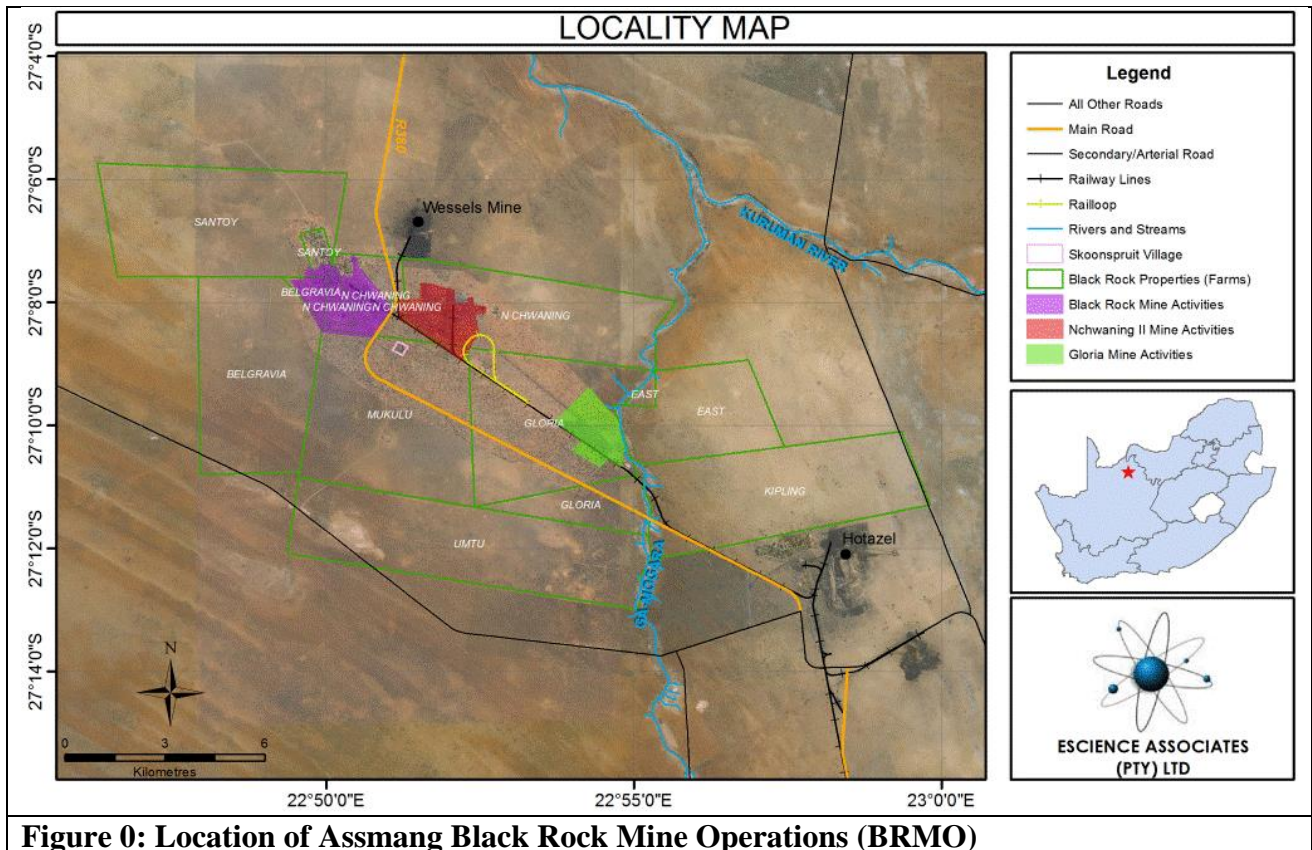 LOCALITY MAP
27°4'0"S
27°6'0"S
27°8'0"S
27°10'0"S
27°12'0"S
27°14'0"S
R380
Wessels Mine
KURUMAN RIVER
SANTOY
SANTOY
BELGRAVIA
N CHWANING
N CHWANING
N CHWANING
N CHWANING
BELGRAVIA
MUKULU
GLORIA
EAST
EAST
KIPLING
GLORIA
UMTU
Hotazel
GA-MOGARA
N
0 3 6
Kilometres
22°50'0"E 22°55'0"E 23°0'0"E
Legend
All Other Roads
Main Road
Secondary/Arterial Road
Railway Lines
Railloop
Rivers and Streams
Skoonspruit Village
Black Rock Properties (Farms)
Black Rock Mine Activities
Nchwaning II Mine Activities
Gloria Mine Activities
ESCIENCE ASSOCIATES
(PTY) LTD
Figure 0: Location of Assmang Black Rock Mine Operations (BRMO)